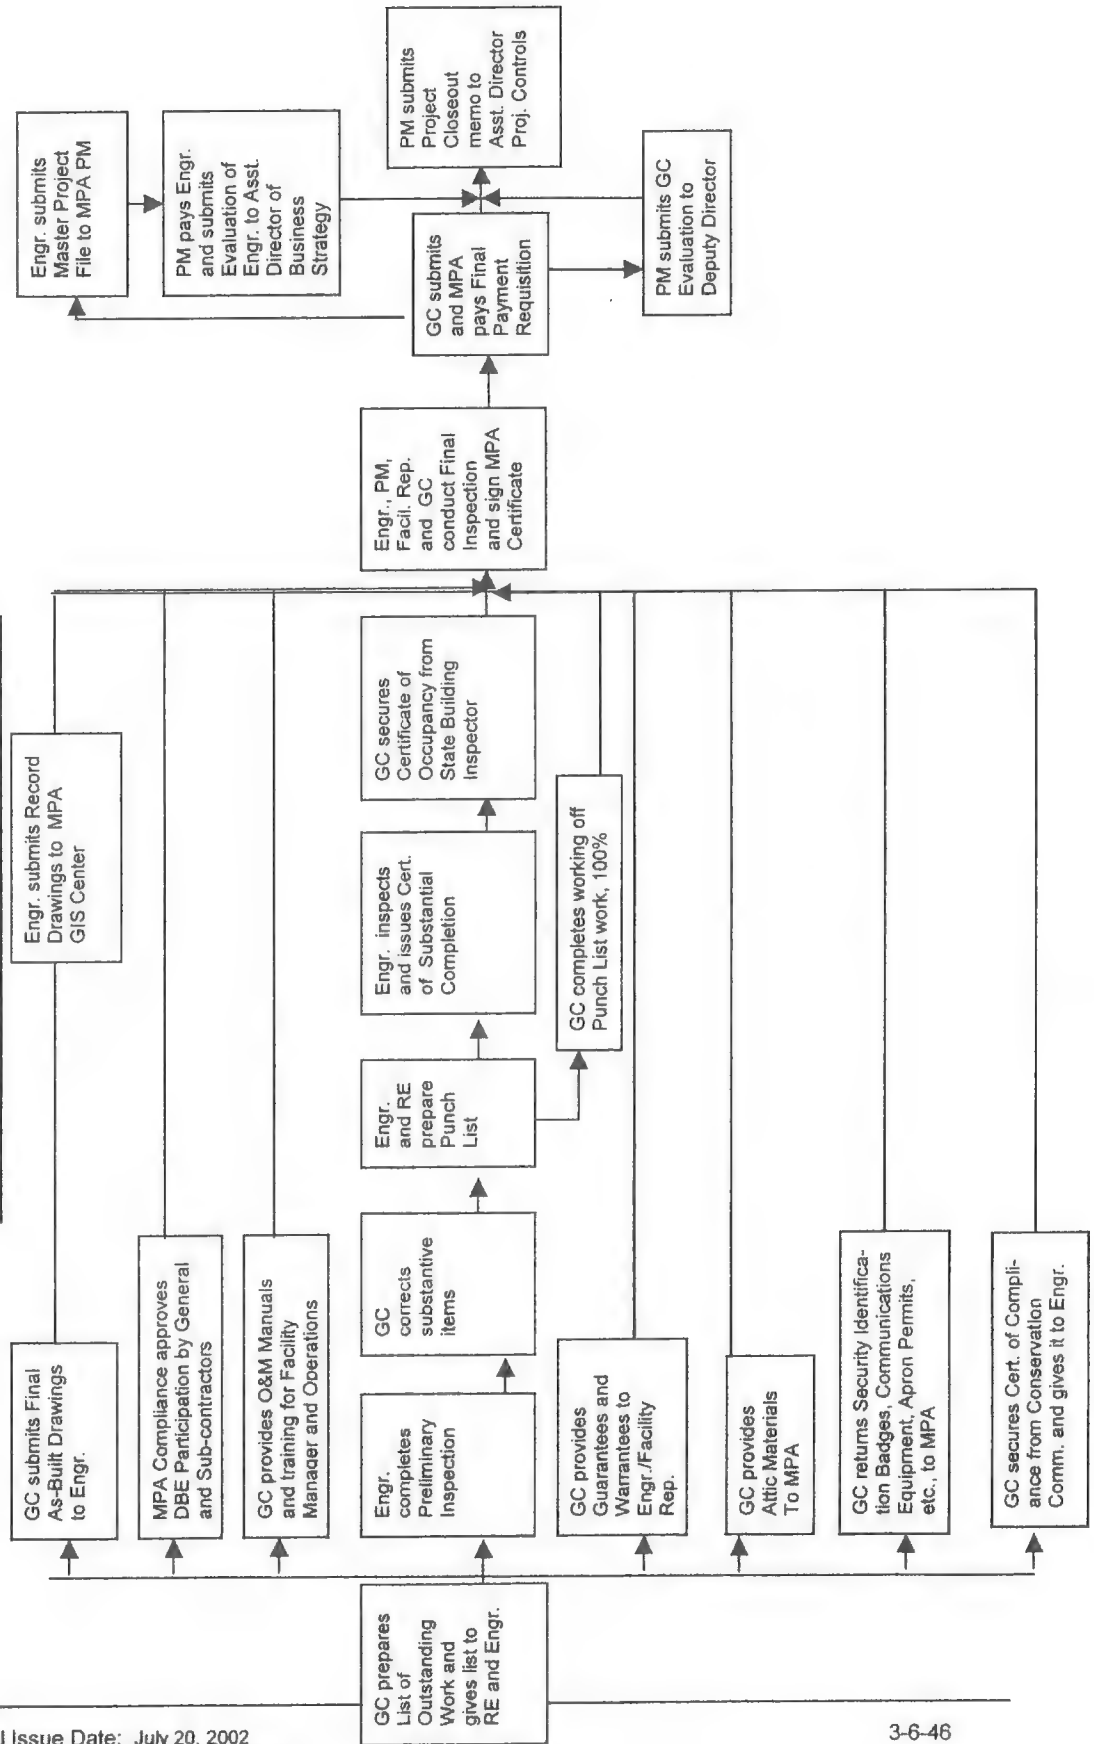 GC prepares
List of
Outstanding
Work and
gives list to
RE and Engr.
GC submits Final
As-Built Drawings
to Engr.
MPA Compliance approves
DBE Participation by General
and Sub-contractors
GC provides O&M Manuals
and training for Facility
Manager and Operations
Engr.
completes
Preliminary
Inspection
GC provides
Guarantees and
Warrantees to
Engr./Facility
Rep.
GC provides
Attic Materials
To MPA
GC returns Security Identifica-
tion Badges, Communications
Equipment, Apron Permits,
etc., to MPA
GC secures Cert. of Compli-
ance from Conservation
Comm. and gives it to Engr.
GC
corrects
substantive
items
Engr.
and RE
prepare
Punch
List
Engr. inspects
and issues Cert.
of Substantial
Completion
GC completes working off
Punch List work, 100%
Engr. submits Record
Drawings to MPA
GIS Center
GC secures
Certificate of
Occupancy from
State Building
Inspector
Engr., PM,
Facil. Rep.
and GC
conduct Final
Inspection
and sign MPA
Certificate
GC submits
and MPA
pays Final
Payment
Requisition
Engr. submits
Master Project
File to MPA PM
PM pays Engr.
and submits
Evaluation of
Engr. to Asst.
Director of
Business
Strategy
PM submits GC
Evaluation to
Deputy Director
PM submits
Project
Closeout
memo to
Asst. Director
Proj. Controls
Issue Date: July 20, 2002
3-6-46